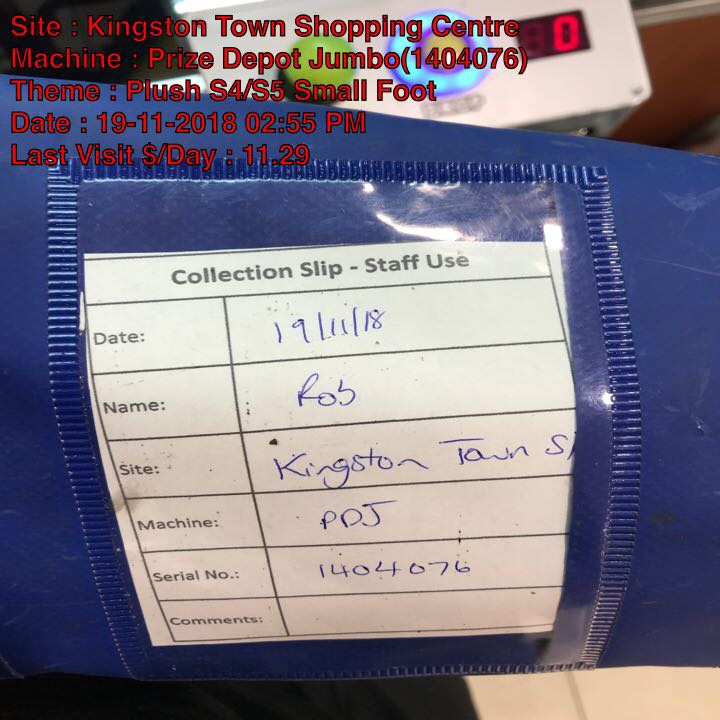 Site : Kingston Town Shopping Centre
Machine : Prize Depot Jumbo(1404076)
Theme : Plush S4/S5 Small Foot
Date : 19-11-2018 02:55 PM
Last Visit $/Day : 11.29
0
Collection Slip - Staff Use
Date: 19/11/18
Name: Rob
Site: Kingston Town S
Machine: PDJ
Serial No.: 1404076
Comments: